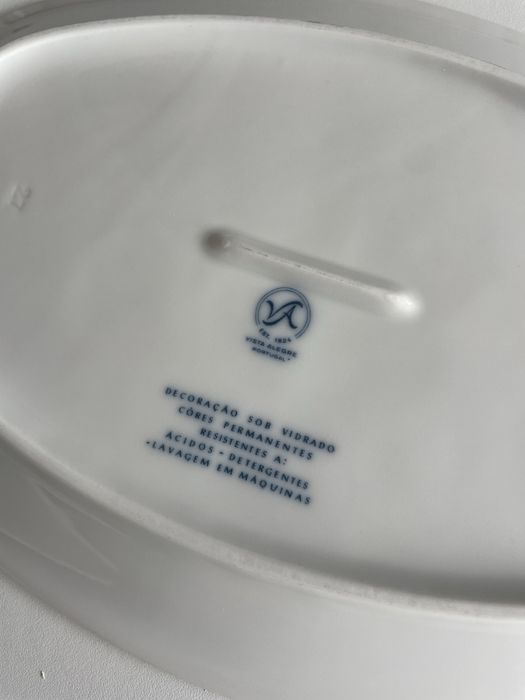 VA
EST. 1824
VISTA ALEGRE
PORTUGAL
DECORAÇÃO SOB VIDRADO
CÔRES PERMANENTES
RESISTENTES A:
ÁCIDOS - DETERGENTES
-LAVAGEM EM MÁQUINAS